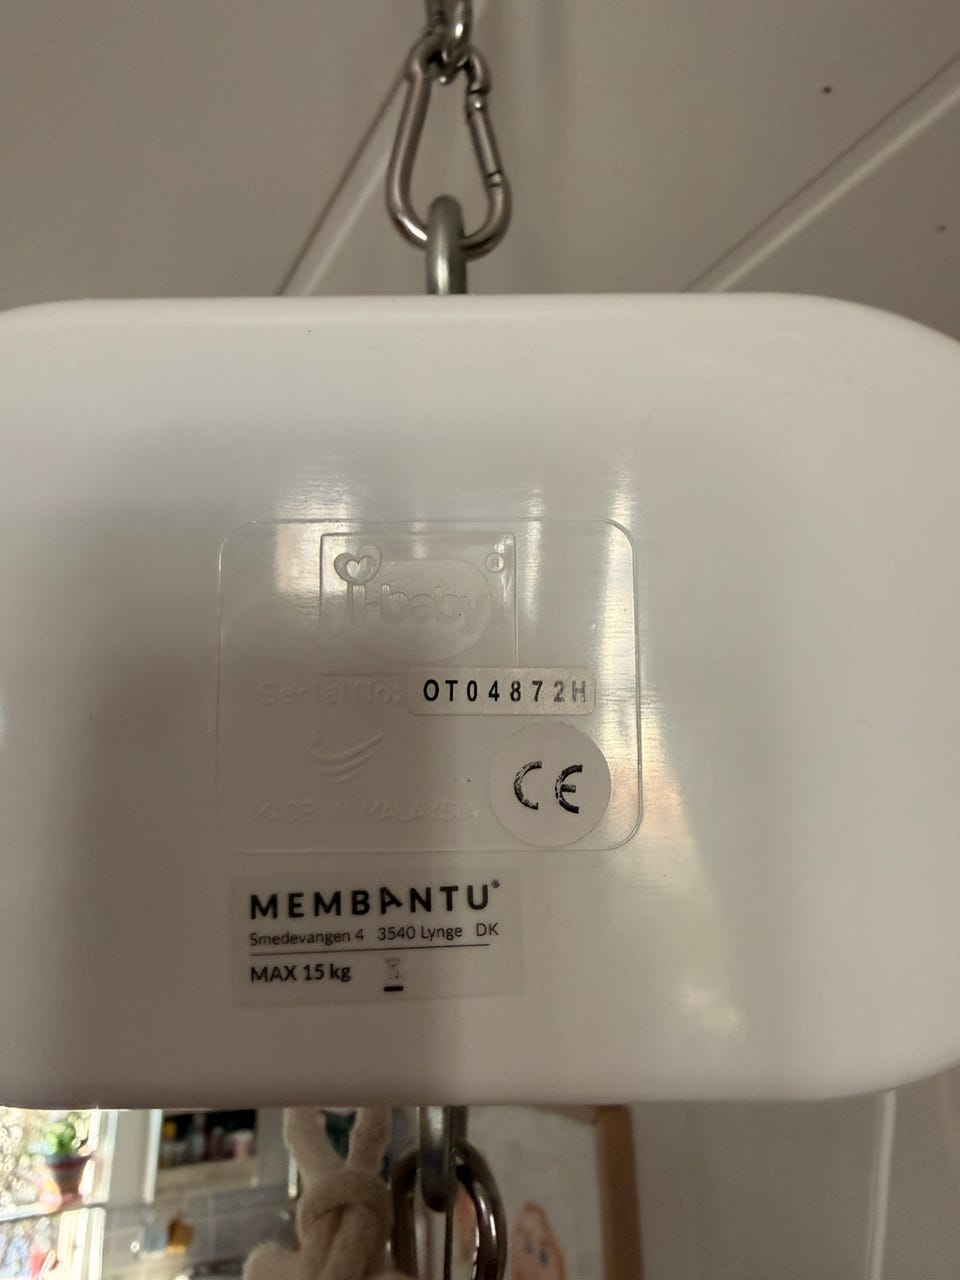 i-baby®
Serial No: OT04872H
MADE IN MALAYSIA
CE
MEMBANTU®
Smedevangen 4 3540 Lynge DK
MAX 15 kg